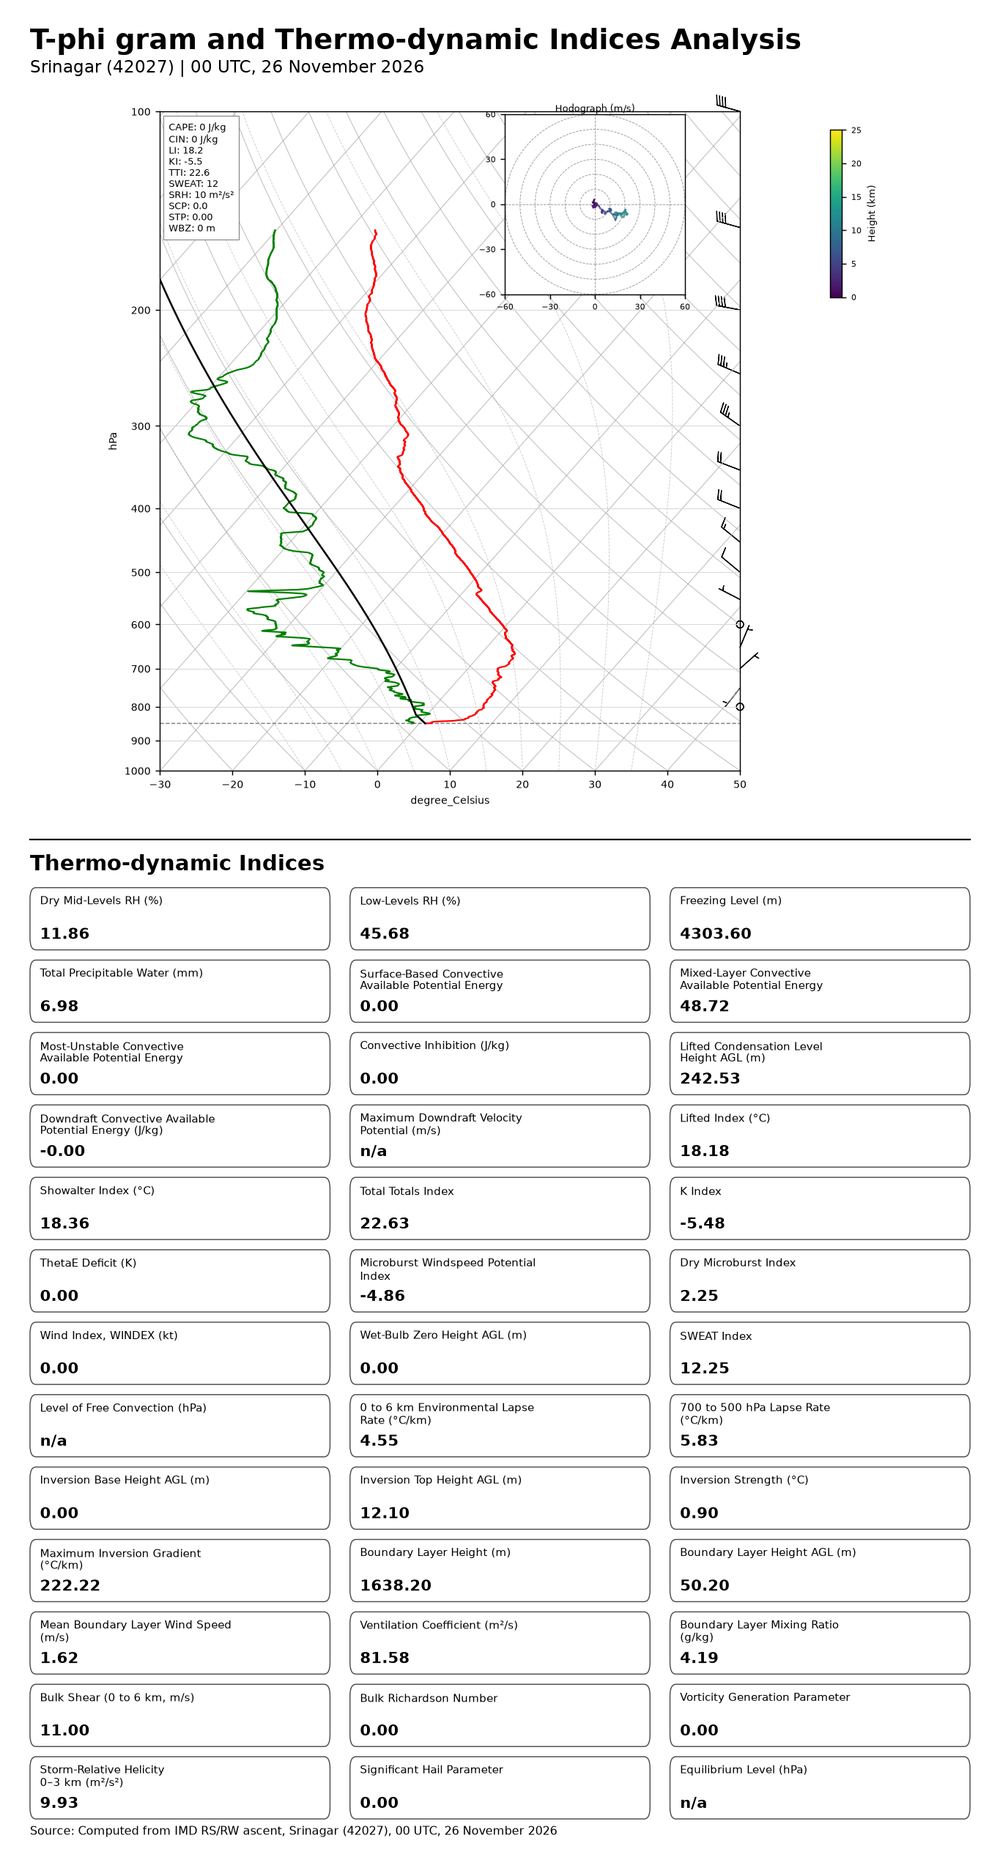 T-phi gram and Thermo-dynamic Indices Analysis
Srinagar (42027) | 00 UTC, 26 November 2026
CAPE: 0 J/kg
CIN: 0 J/kg
LI: 18.2
KI: -5.5
TTI: 22.6
SWEAT: 12
SRH: 10 m²/s²
SCP: 0.0
STP: 0.00
WBZ: 0 m
Hodograph (m/s)
60
30
0
−30
−60
−60 −30 0 30 60
25
20
15
10
5
0
Height (km)
100
200
300
400
500
600
700
800
900
1000
hPa
−30 −20 −10 0 10 20 30 40 50
degree_Celsius
Thermo-dynamic Indices
Dry Mid-Levels RH (%)
11.86
Low-Levels RH (%)
45.68
Freezing Level (m)
4303.60
Total Precipitable Water (mm)
6.98
Surface-Based Convective
Available Potential Energy
0.00
Mixed-Layer Convective
Available Potential Energy
48.72
Most-Unstable Convective
Available Potential Energy
0.00
Convective Inhibition (J/kg)
0.00
Lifted Condensation Level
Height AGL (m)
242.53
Downdraft Convective Available
Potential Energy (J/kg)
-0.00
Maximum Downdraft Velocity
Potential (m/s)
n/a
Lifted Index (°C)
18.18
Showalter Index (°C)
18.36
Total Totals Index
22.63
K Index
-5.48
ThetaE Deficit (K)
0.00
Microburst Windspeed Potential
Index
-4.86
Dry Microburst Index
2.25
Wind Index, WINDEX (kt)
0.00
Wet-Bulb Zero Height AGL (m)
0.00
SWEAT Index
12.25
Level of Free Convection (hPa)
n/a
0 to 6 km Environmental Lapse
Rate (°C/km)
4.55
700 to 500 hPa Lapse Rate
(°C/km)
5.83
Inversion Base Height AGL (m)
0.00
Inversion Top Height AGL (m)
12.10
Inversion Strength (°C)
0.90
Maximum Inversion Gradient
(°C/km)
222.22
Boundary Layer Height (m)
1638.20
Boundary Layer Height AGL (m)
50.20
Mean Boundary Layer Wind Speed
(m/s)
1.62
Ventilation Coefficient (m²/s)
81.58
Boundary Layer Mixing Ratio
(g/kg)
4.19
Bulk Shear (0 to 6 km, m/s)
11.00
Bulk Richardson Number
0.00
Vorticity Generation Parameter
0.00
Storm-Relative Helicity
0–3 km (m²/s²)
9.93
Significant Hail Parameter
0.00
Equilibrium Level (hPa)
n/a
Source: Computed from IMD RS/RW ascent, Srinagar (42027), 00 UTC, 26 November 2026